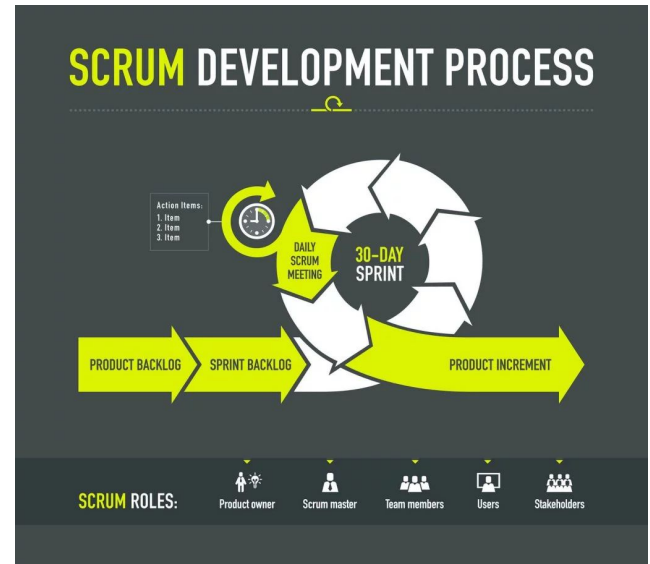 SCRUM DEVELOPMENT PROCESS
Action Items:
1. Item
2. Item
3. Item
DAILY
SCRUM
MEETING
30-DAY
SPRINT
PRODUCT BACKLOG
SPRINT BACKLOG
PRODUCT INCREMENT
SCRUM ROLES:
Product owner
Scrum master
Team members
Users
Stakeholders